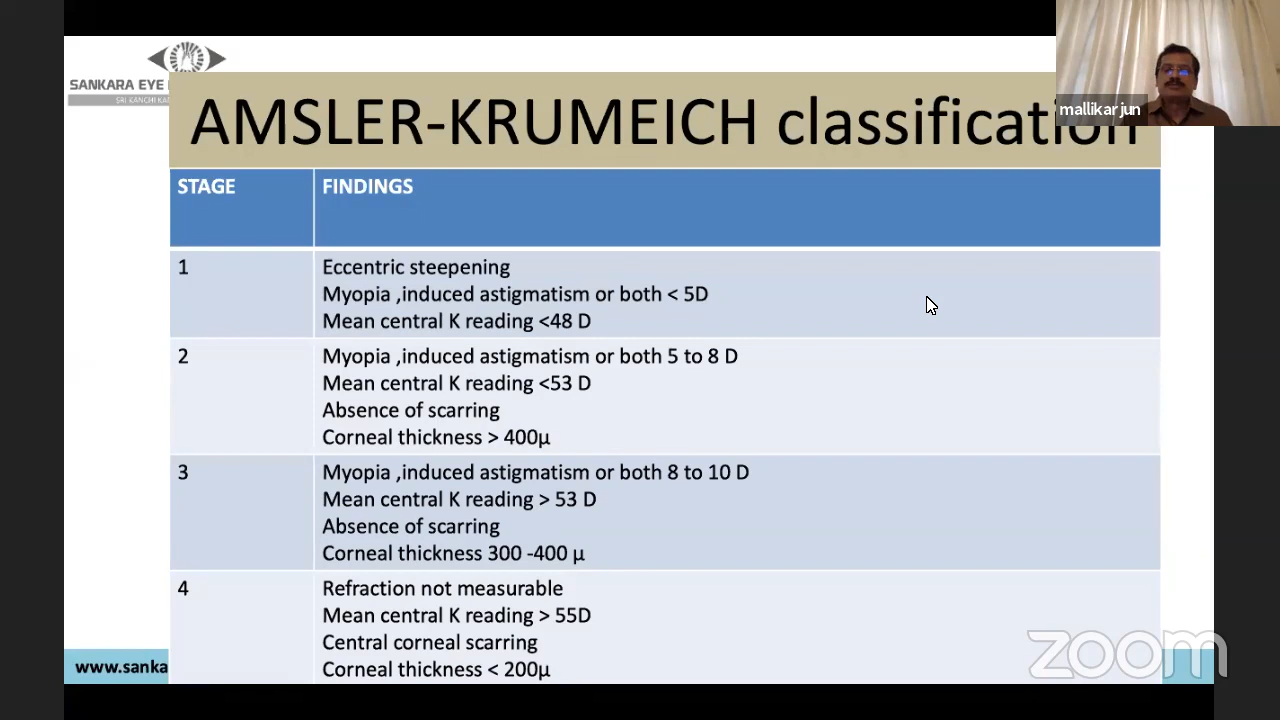 SANKARA EYE
SRI KANCHI KA
AMSLER-KRUMEICH classification
mallikarjun
STAGE
FINDINGS
1
Eccentric steepening
Myopia ,induced astigmatism or both < 5D
Mean central K reading <48 D
2
Myopia ,induced astigmatism or both 5 to 8 D
Mean central K reading <53 D
Absence of scarring
Corneal thickness > 400µ
3
Myopia ,induced astigmatism or both 8 to 10 D
Mean central K reading > 53 D
Absence of scarring
Corneal thickness 300 -400 µ
4
Refraction not measurable
Mean central K reading > 55D
Central corneal scarring
Corneal thickness < 200µ
www.sanka
zoom